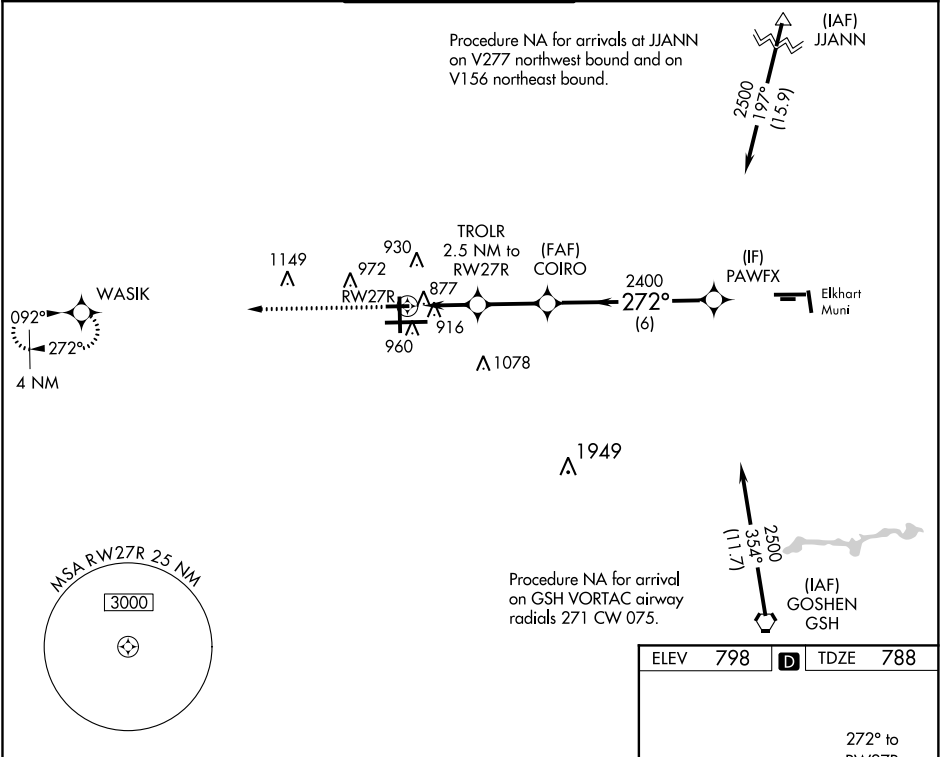 Procedure NA for arrivals at JJANN
on V277 northwest bound and on
V156 northeast bound.
(IAF)
JJANN
2500
197°
(15.9)
TROLR
2.5 NM to
RW27R
(FAF)
COIRO
(IF)
PAWFX
1149
930
972
RW27R
877
916
960
1078
2400
272°
(6)
Elkhart
Muni
WASIK
092°
272°
4 NM
1949
2500
354°
(11.7)
MSA RW27R 25 NM
3000
Procedure NA for arrival
on GSH VORTAC airway
radials 271 CW 075.
(IAF)
GOSHEN
GSH
ELEV 798 D TDZE 788
272° to
RW27R